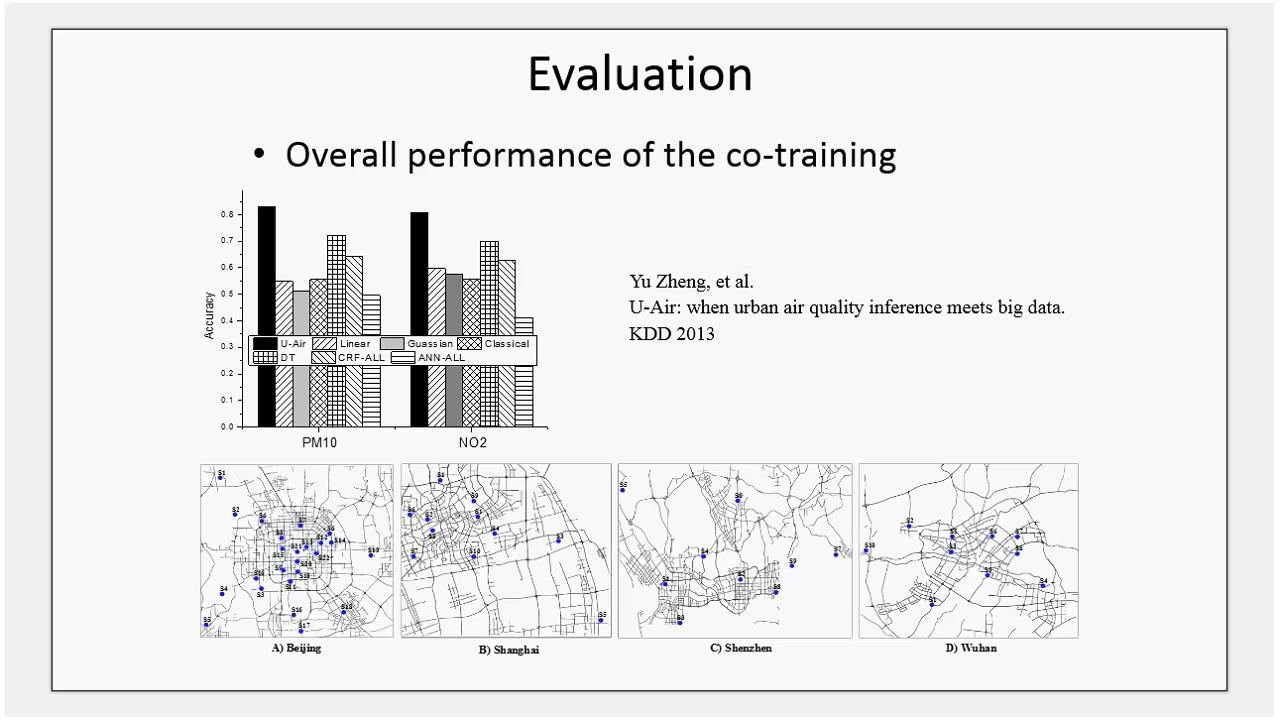 Evaluation
• Overall performance of the co-training
Accuracy
0.8
0.7
0.6
0.5
0.4
0.3
0.2
0.1
0.0
U-Air Linear Guassian Classical
DT CRF-ALL ANN-ALL
PM10 NO2
Yu Zheng, et al.
U-Air: when urban air quality inference meets big data.
KDD 2013
A) Beijing
B) Shanghai
C) Shenzhen
D) Wuhan